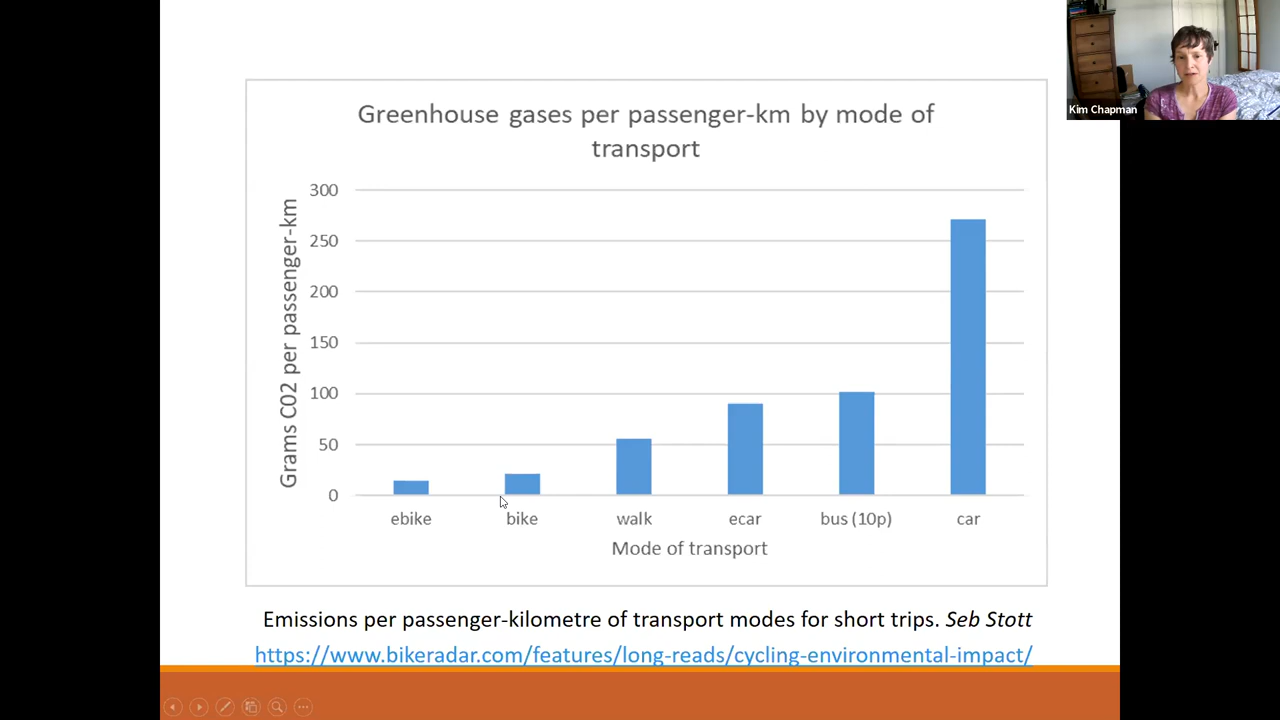 Kim Chapman
Greenhouse gases per passenger-km by mode of
transport
Grams C02 per passenger-km
300
250
200
150
100
50
0
ebike bike walk ecar bus (10p) car
Mode of transport
Emissions per passenger-kilometre of transport modes for short trips. Seb Stott
https://www.bikeradar.com/features/long-reads/cycling-environmental-impact/